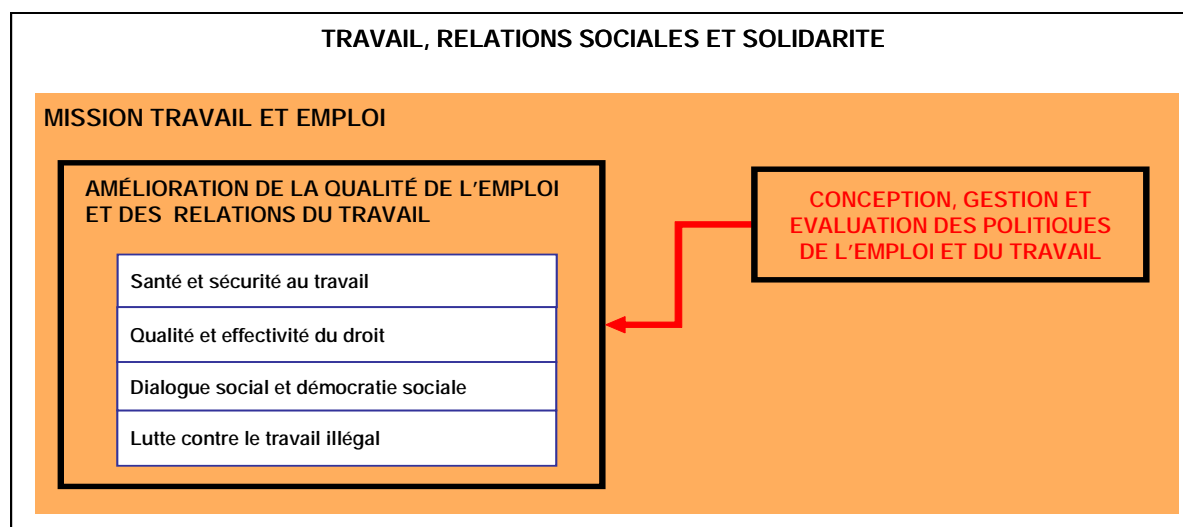 TRAVAIL, RELATIONS SOCIALES ET SOLIDARITE
MISSION TRAVAIL ET EMPLOI
AMÉLIORATION DE LA QUALITÉ DE L'EMPLOI
ET DES RELATIONS DU TRAVAIL
Santé et sécurité au travail
Qualité et effectivité du droit
Dialogue social et démocratie sociale
Lutte contre le travail illégal
CONCEPTION, GESTION ET
EVALUATION DES POLITIQUES
DE L'EMPLOI ET DU TRAVAIL